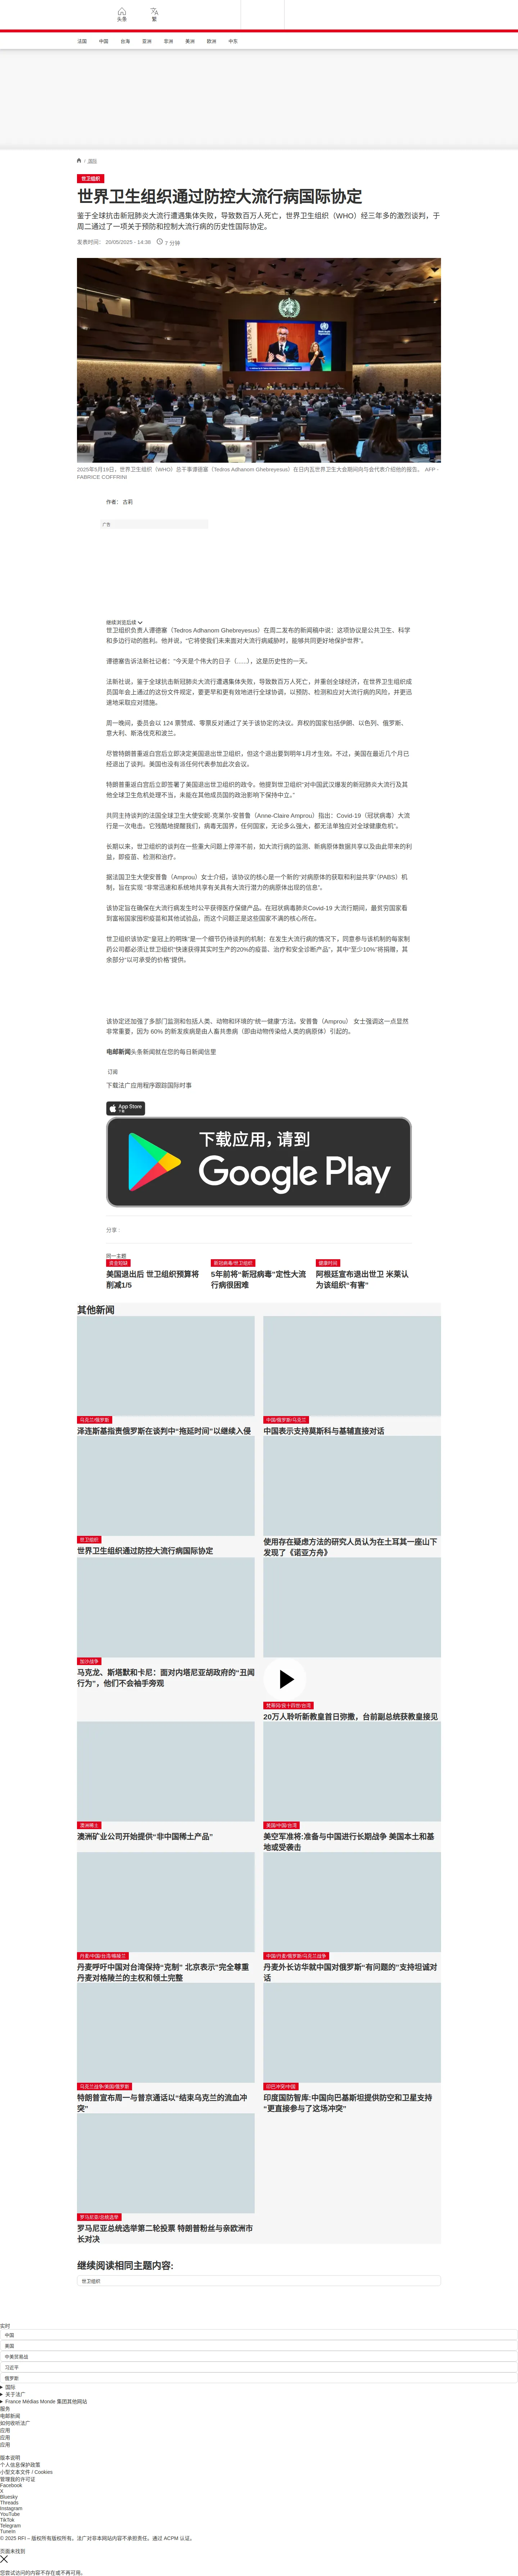 头条
繁
法国
中国
台海
亚洲
非洲
美洲
欧洲
中东
/ 国际
世卫组织
世界卫生组织通过防控大流行病国际协定
鉴于全球抗击新冠肺炎大流行遭遇集体失败，导致数百万人死亡，世界卫生组织（WHO）经三年多的激烈谈判，于
周二通过了一项关于预防和控制大流行病的历史性国际协定。
发表时间： 20/05/2025 - 14:36 7 分钟
2025年5月19日，世界卫生组织（WHO）总干事谭德塞（Tedros Adhanom Ghebreyesus）在日内瓦世界卫生大会期间向与会代表介绍他的报告。 AFP -
FABRICE COFFRINI
作者： 古莉
广告
继续浏览后续
世卫组织负责人谭德塞（Tedros Adhanom Ghebreyesus）在周二发布的新闻稿中说：这项协议是公共卫生、科学
和多边行动的胜利。他并说，“它将使我们未来面对大流行病威胁时，能够共同更好地保护世界”。
谭德塞告诉法新社记者：“今天是个伟大的日子（......），这是历史性的一天。
法新社说，鉴于全球抗击新冠肺炎大流行遭遇集体失败，导致数百万人死亡，并重创全球经济，在世界卫生组织成
员国年会上通过的这份文件规定，要更早和更有效地进行全球协调，以预防、检测和应对大流行病的风险，并更迅
速地采取应对措施。
周一晚间，委员会以 124 票赞成、零票反对通过了关于该协定的决议。弃权的国家包括伊朗、以色列、俄罗斯、
意大利、斯洛伐克和波兰。
尽管特朗普重返白宫后立即决定美国退出世卫组织，但这个退出要到明年1月才生效。不过，美国在最近几个月已
经退出了谈判。美国也没有派任何代表参加此次会议。
特朗普重返白宫后立即签署了美国退出世卫组织的政令。他提到世卫组织“对中国武汉爆发的新冠肺炎大流行及其
他全球卫生危机处理不当，未能在其他成员国的政治影响下保持中立。”
共同主持谈判的法国全球卫生大使安妮·克莱尔·安普鲁（Anne-Claire Amprou）指出：Covid-19（冠状病毒）大流
行是一次电击。它残酷地提醒我们，病毒无国界，任何国家，无论多么强大，都无法单独应对全球健康危机”。
长期以来，世卫组织的谈判在一些重大问题上停滞不前，如大流行病的监测、新病原体数据共享以及由此带来的利
益，即疫苗、检测和治疗。
据法国卫生大使安普鲁（Amprou）女士介绍，该协议的核心是一个新的“对病原体的获取和利益共享”（PABS）机
制，旨在实现 “非常迅速和系统地共享有关具有大流行潜力的病原体出现的信息”。
该协定旨在确保在大流行病发生时公平获得医疗保健产品。在冠状病毒肺炎Covid-19 大流行期间，最贫穷国家看
到富裕国家囤积疫苗和其他试验品，而这个问题正是这些国家不满的核心所在。
世卫组织该协定“皇冠上的明珠”是一个细节仍待谈判的机制：在发生大流行病的情况下，同意参与该机制的每家制
药公司都必须让世卫组织“快速获得其实时生产的20%的疫苗、治疗和安全诊断产品”，其中“至少10%”将捐赠，其
余部分“以可承受的价格”提供。
该协定还加强了多部门监测和包括人类、动物和环境的“统一健康”方法。安普鲁（Amprou） 女士强调这一点显然
非常重要，因为 60% 的新发疾病是由人畜共患病（即由动物传染给人类的病原体）引起的。
电邮新闻头条新闻就在您的每日新闻信里
订阅
下载法广应用程序跟踪国际时事
App Store
下载
下载应用，请到
Google Play
分享 :
同一主题
资金短缺
美国退出后 世卫组织预算将
削减1/5
新冠病毒/世卫组织
5年前将“新冠病毒”定性大流
行病很困难
健康时间
阿根廷宣布退出世卫 米莱认
为该组织“有害”
其他新闻
乌克兰/俄罗斯
泽连斯基指责俄罗斯在谈判中“拖延时间”以继续入侵
中国/俄罗斯/乌克兰
中国表示支持莫斯科与基辅直接对话
世卫组织
世界卫生组织通过防控大流行病国际协定
使用存在疑虑方法的研究人员认为在土耳其一座山下
发现了《诺亚方舟》
加沙战争
马克龙、斯塔默和卡尼：面对内塔尼亚胡政府的“丑闻
行为”，他们不会袖手旁观
梵蒂冈/良十四世/台湾
20万人聆听新教皇首日弥撒，台前副总统获教皇接见
澳洲稀土
澳洲矿业公司开始提供“非中国稀土产品”
美国/中国/台湾
美空军准将:准备与中国进行长期战争 美国本土和基
地或受袭击
丹麦/中国/台湾/格陵兰
丹麦呼吁中国对台湾保持“克制” 北京表示“完全尊重
丹麦对格陵兰的主权和领土完整
中国/丹麦/俄罗斯/乌克兰战争
丹麦外长访华就中国对俄罗斯“有问题的”支持坦诚对
话
乌克兰战争/美国/俄罗斯
特朗普宣布周一与普京通话以“结束乌克兰的流血冲
突”
印巴冲突/中国
印度国防智库:中国向巴基斯坦提供防空和卫星支持
“更直接参与了这场冲突”
罗马尼亚/总统选举
罗马尼亚总统选举第二轮投票 特朗普粉丝与亲欧洲市
长对决
继续阅读相同主题内容:
世卫组织
实时
中国
美国
中美贸易战
习近平
俄罗斯
国际
关于法广
France Médias Monde 集团其他网站
服务
电邮新闻
如何收听法广
应用
应用
应用
版本说明
个人信息保护政策
小型文本文件 / Cookies
管理我的许可证
Facebook
X
Bluesky
Threads
Instagram
YouTube
TikTok
Telegram
TuneIn
© 2025 RFI – 版权所有版权所有。法广对非本网站内容不承担责任。通过 ACPM 认证。
页面未找到
您尝试访问的内容不存在或不再可用。